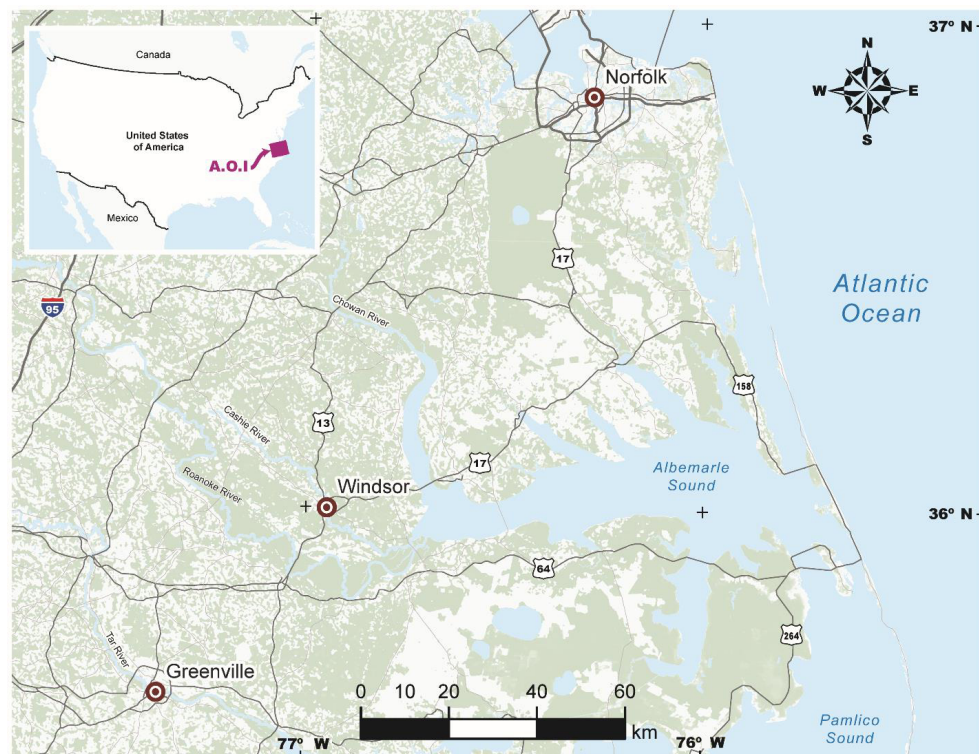 Canada
United States
of America
A.O.I
Mexico
Norfolk
37° N
N
W
E
S
17
95
Chowan River
Atlantic
Ocean
158
13
Cashie River
Roanoke River
17
Windsor
Albemarle
Sound
36° N
64
264
Tar River
Greenville
0 10 20 40 60
km
77° W
76° W
Pamlico
Sound